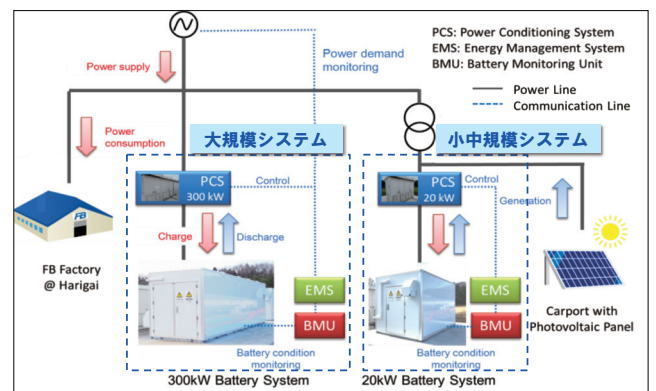 PCS: Power Conditioning System
EMS: Energy Management System
BMU: Battery Monitoring Unit
Power Line
Communication Line
Power demand
monitoring
Power supply
Power
consumption
大規模システム
小中規模システム
PCS
300 kW
Control
PCS
20 kW
Control
Generation
Charge
Discharge
FB
FB Factory
@ Harigai
EMS
BMU
EMS
BMU
Carport with
Photovoltaic Panel
Battery condition
monitoring
Battery condition
monitoring
300kW Battery System
20kW Battery System